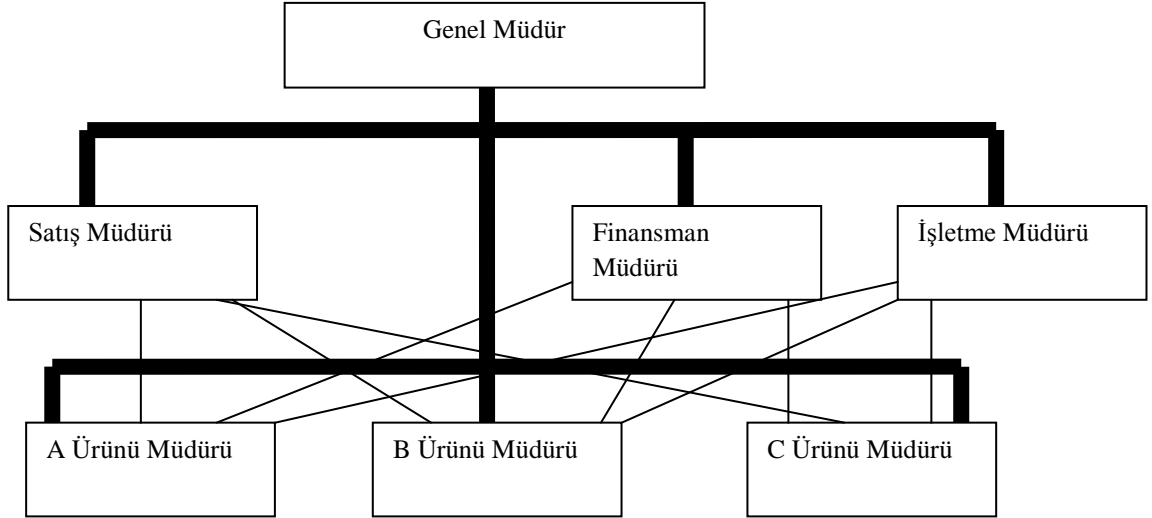 Genel Müdür
Satış Müdürü
Finansman
Müdürü
İşletme Müdürü
A Ürünü Müdürü
B Ürünü Müdürü
C Ürünü Müdürü